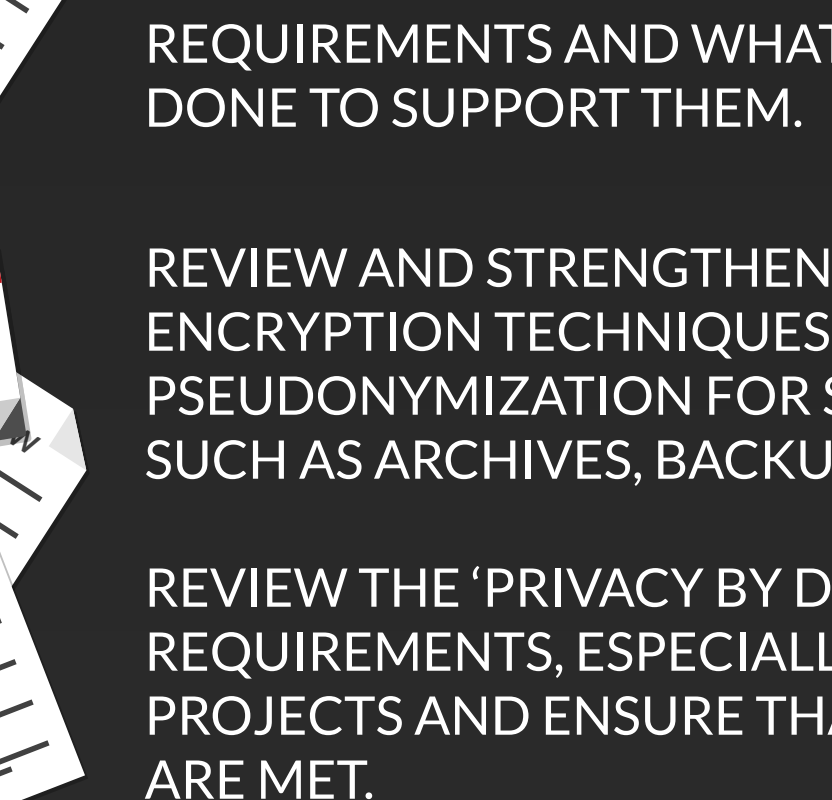 REQUIREMENTS AND WHAT
DONE TO SUPPORT THEM.
REVIEW AND STRENGTHEN
ENCRYPTION TECHNIQUES
PSEUDONYMIZATION FOR
SUCH AS ARCHIVES,
REVIEW THE ‘PRIVACY BY
REQUIREMENTS,
PROJECTS AND ENSURE
ARE MET.